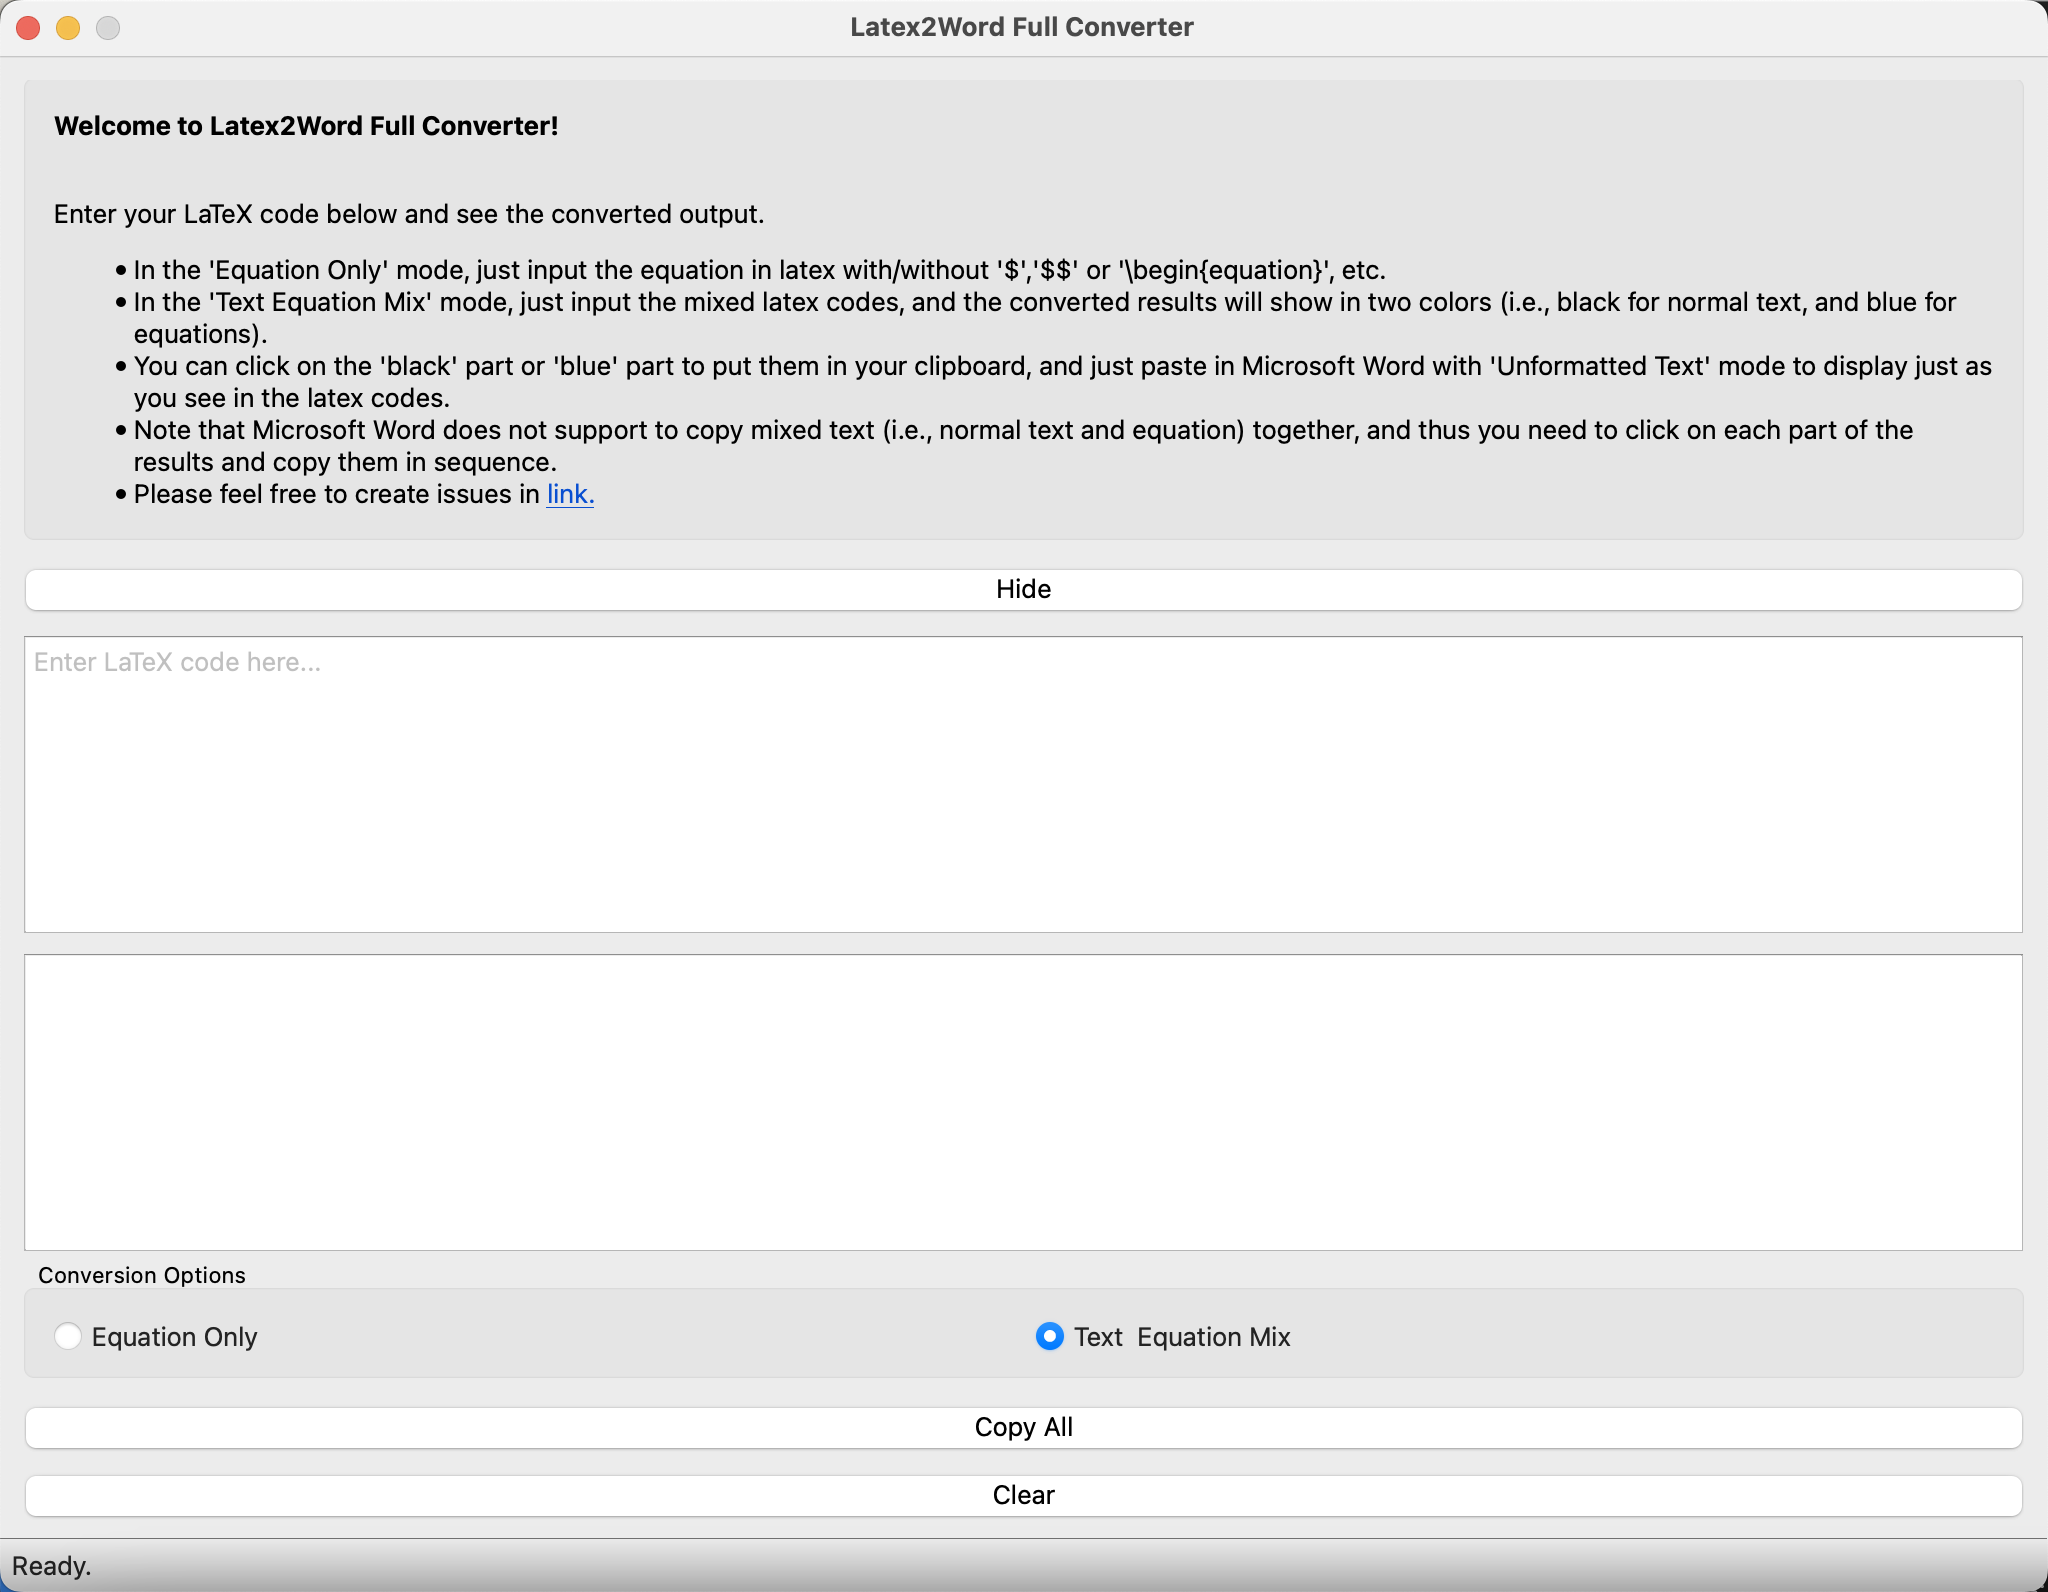 Latex2Word Full Converter
Welcome to Latex2Word Full Converter!
Enter your LaTeX code below and see the converted output.
• In the 'Equation Only' mode, just input the equation in latex with/without '$','$$' or '\begin{equation}', etc.
• In the 'Text Equation Mix' mode, just input the mixed latex codes, and the converted results will show in two colors (i.e., black for normal text, and blue for
equations).
• You can click on the 'black' part or 'blue' part to put them in your clipboard, and just paste in Microsoft Word with 'Unformatted Text' mode to display just as
you see in the latex codes.
• Note that Microsoft Word does not support to copy mixed text (i.e., normal text and equation) together, and thus you need to click on each part of the
results and copy them in sequence.
• Please feel free to create issues in link.
Hide
Enter LaTeX code here...
Conversion Options
Equation Only
Text  Equation Mix
Copy All
Clear
Ready.